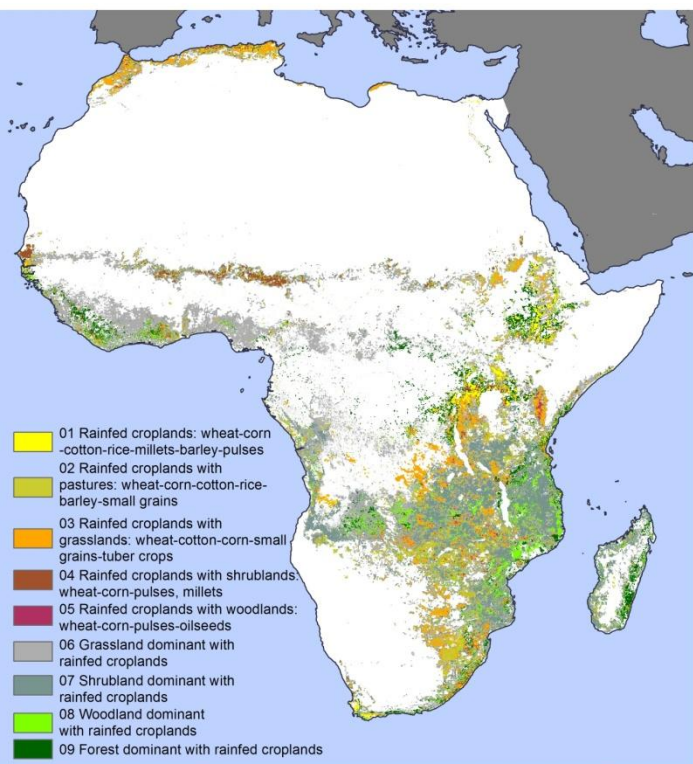 01 Rainfed croplands: wheat-corn
-cotton-rice-millets-barley-pulses
02 Rainfed croplands with
pastures: wheat-corn-cotton-rice-
barley-small grains
03 Rainfed croplands with
grasslands: wheat-cotton-corn-small
grains-tuber crops
04 Rainfed croplands with shrublands:
wheat-corn-pulses, millets
05 Rainfed croplands with woodlands:
wheat-corn-pulses-oilseeds
06 Grassland dominant with
rainfed croplands
07 Shrubland dominant with
rainfed croplands
08 Woodland dominant
with rainfed croplands
09 Forest dominant with rainfed croplands